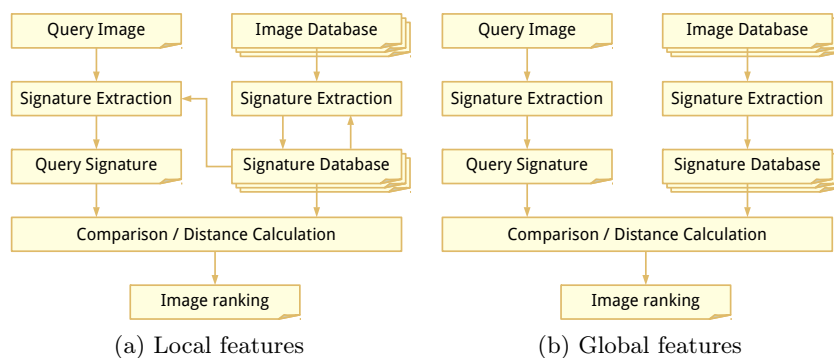 Query Image
Image Database
Signature Extraction
Signature Extraction
Query Signature
Signature Database
Comparison / Distance Calculation
Image ranking
(a) Local features
Query Image
Image Database
Signature Extraction
Signature Extraction
Query Signature
Signature Database
Comparison / Distance Calculation
Image ranking
(b) Global features